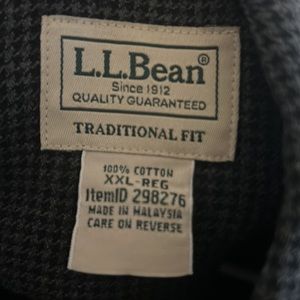 L.L.Bean®
Since 1912
QUALITY GUARANTEED
TRADITIONAL FIT
100% COTTON
XXL-REG
ItemID 298276
MADE IN MALAYSIA
CARE ON REVERSE